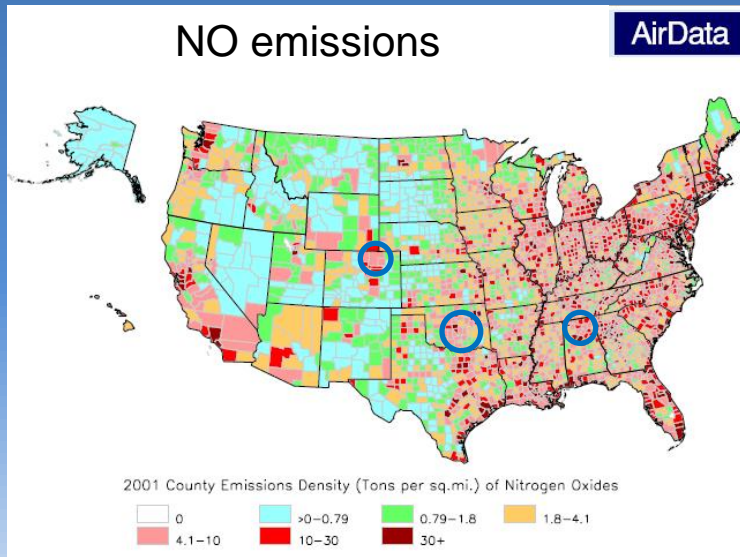 NO emissions
AirData
2001 County Emissions Density (Tons per sq.mi.) of Nitrogen Oxides
0 >0-0.79 0.79-1.8 1.8-4.1
4.1-10 10-30 30+